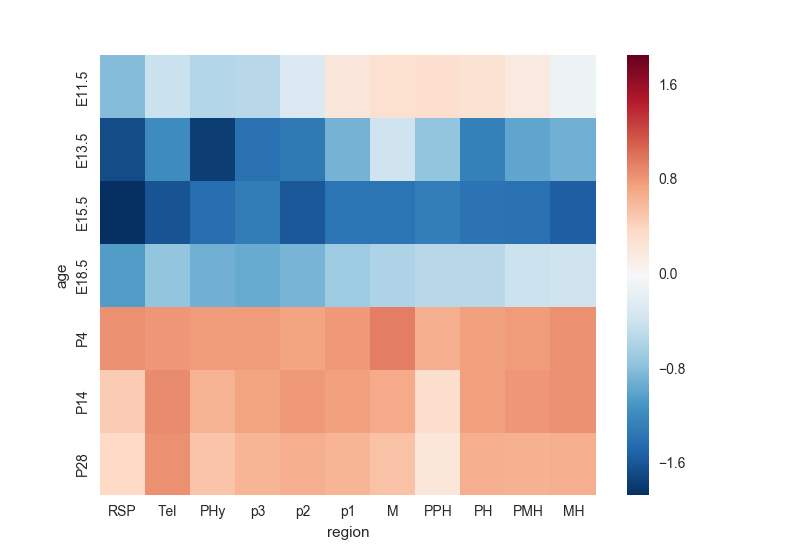 age
E11.5
E13.5
E15.5
E18.5
P4
P14
P28
RSP Tel PHy p3 p2 p1 M PPH PH PMH MH
region
1.6
0.8
0.0
−0.8
−1.6